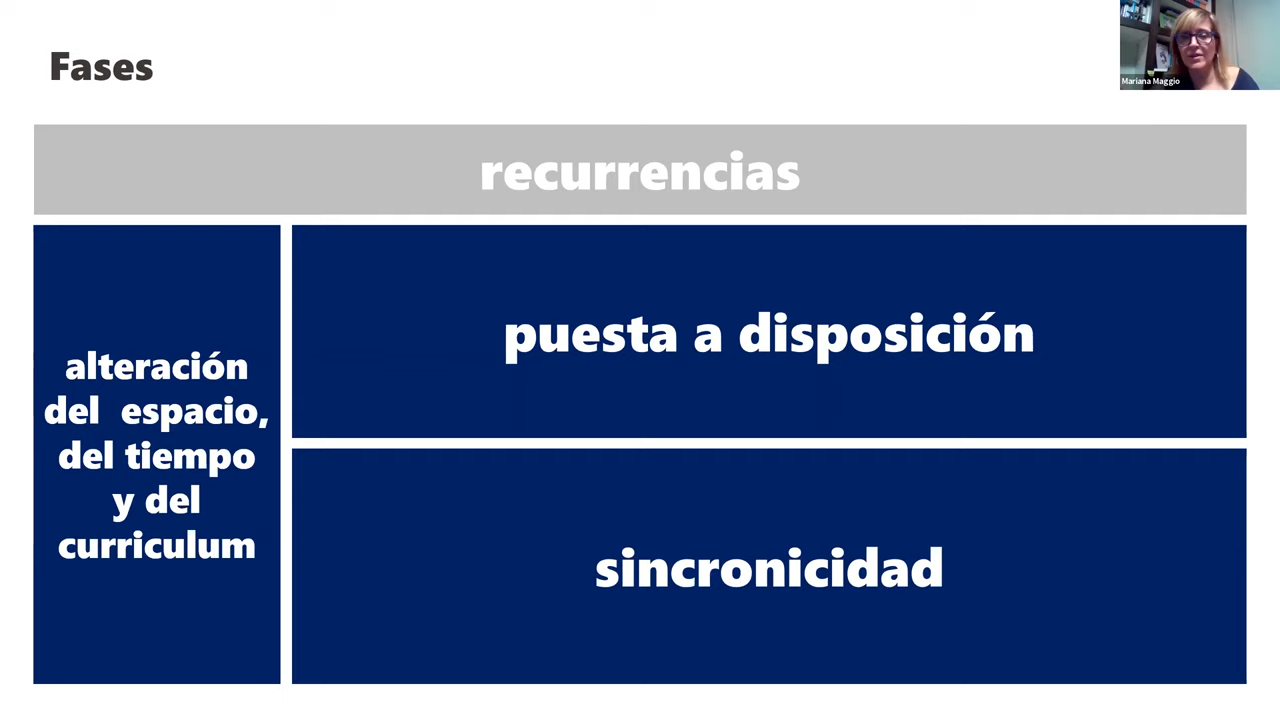 Fases
Mariana Maggio
recurrencias
alteración
del espacio,
del tiempo
y del
curriculum
puesta a disposición
sincronicidad